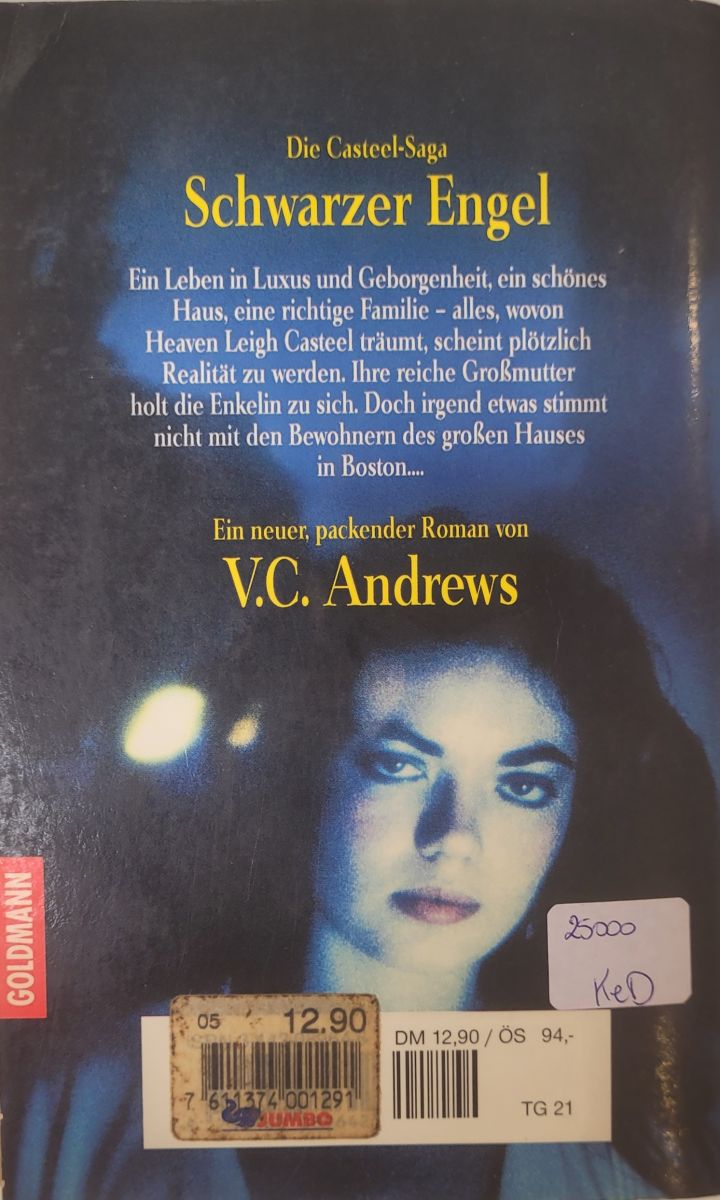 Die Casteel-Saga
Schwarzer Engel
Ein Leben in Luxus und Geborgenheit, ein schönes
Haus, eine richtige Familie – alles, wovon
Heaven Leigh Casteel träumt, scheint plötzlich
Realität zu werden. Ihre reiche Großmutter
holt die Enkelin zu sich. Doch irgend etwas stimmt
nicht mit den Bewohnern des großen Hauses
in Boston....
Ein neuer, packender Roman von
V.C. Andrews
GOLDMANN
25000
KeD
05 12.90
7 611374 001291
JUMBO
DM 12,90 / ÖS 94,-
TG 21